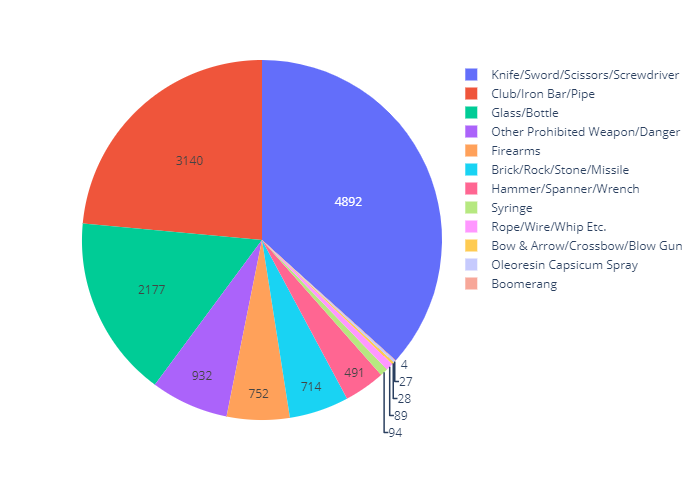 Knife/Sword/Scissors/Screwdriver
Club/Iron Bar/Pipe
Glass/Bottle
Other Prohibited Weapon/Danger
Firearms
Brick/Rock/Stone/Missile
Hammer/Spanner/Wrench
Syringe
Rope/Wire/Whip Etc.
Bow & Arrow/Crossbow/Blow Gun
Oleoresin Capsicum Spray
Boomerang
3140
4892
2177
932
752
714
491
4
27
28
89
94